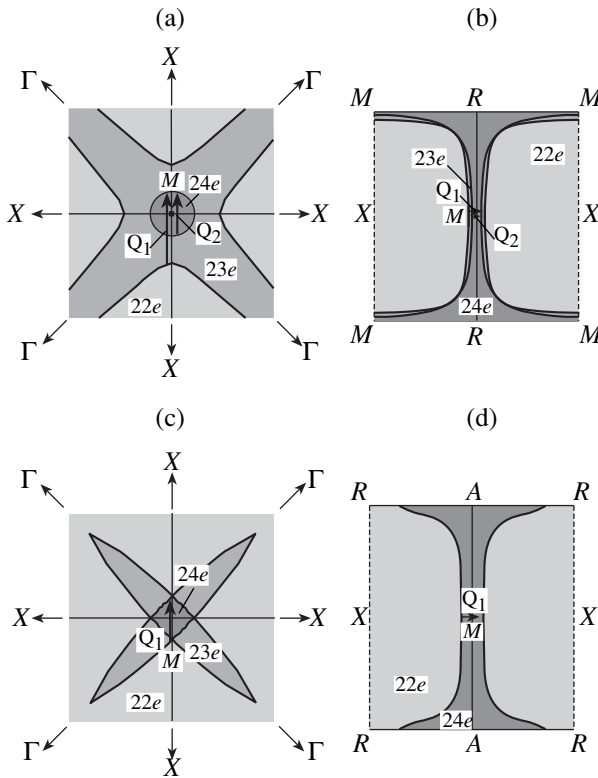 (a)
X
Γ Γ
M 24e
X X
Q1 Q2
23e
22e
Γ Γ
X
(b)
M R M
23e 22e
Q1
X M X
Q2
24e
M R M
(c)
X
Γ Γ
24e
X X
Q1 23e
M
22e
Γ Γ
X
(d)
R A R
Q1
X X
M
22e
24e
R A R